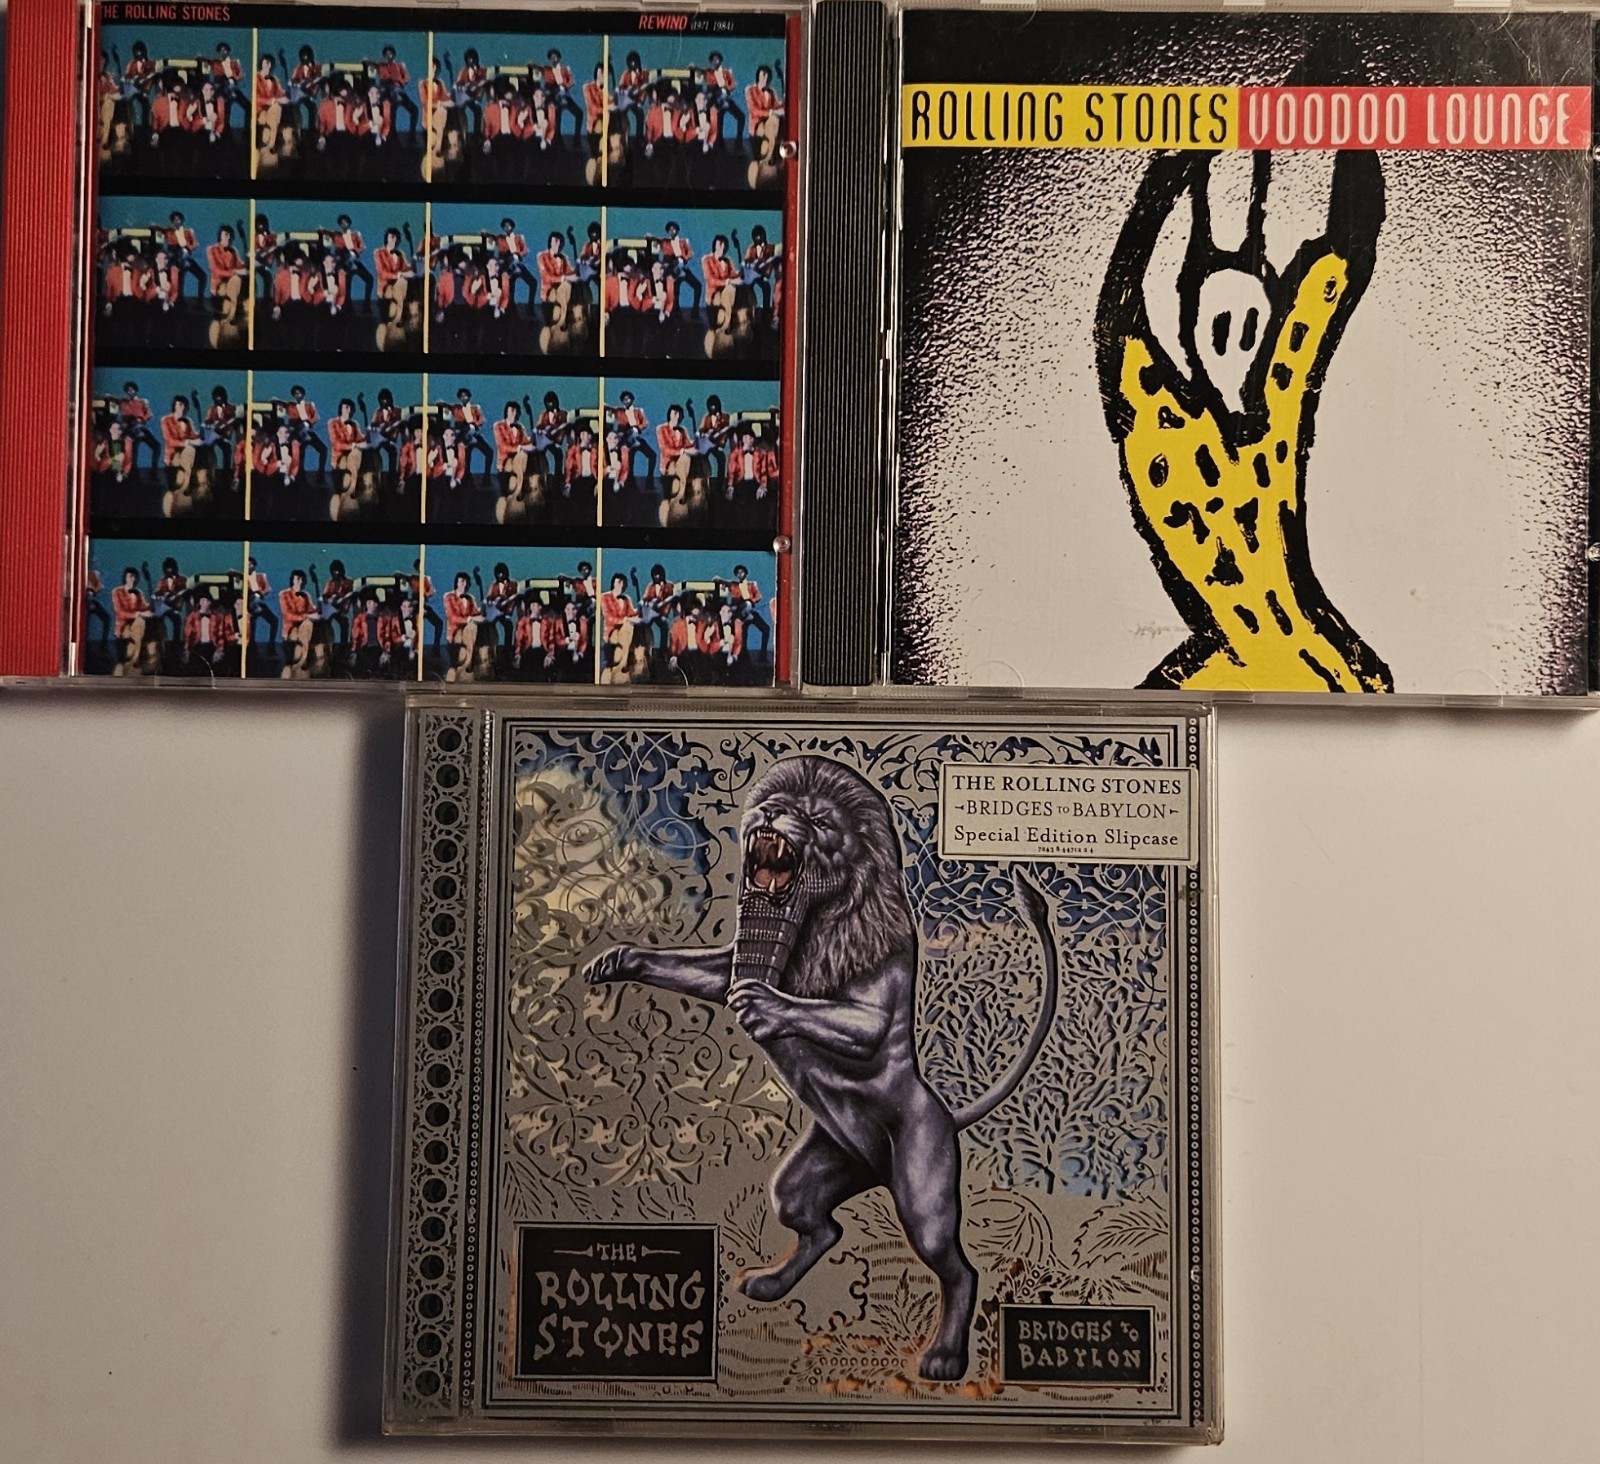 THE ROLLING STONES
REWIND (1971-1984)
ROLLING STONES VOODOO LOUNGE
THE ROLLING STONES
BRIDGES TO BABYLON
Special Edition Slipcase
THE
ROLLING
STONES
BRIDGES TO
BABYLON